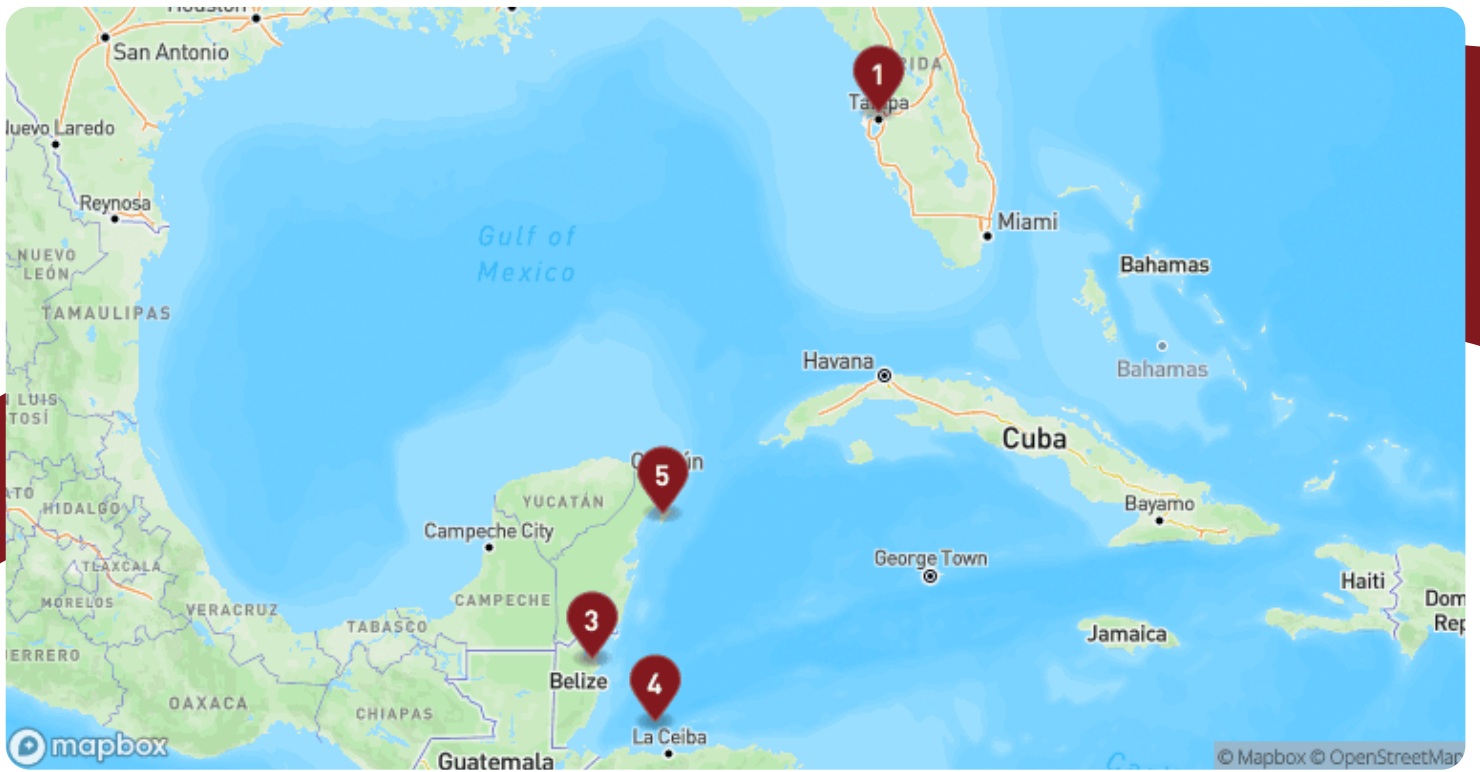 San Antonio
1
RIDA
Nuevo Laredo
Reynosa
Miami
Gulf of
Mexico
NUEVO
LEÓN
Bahamas
TAMAULIPAS
Havana
Bahamas
LUIS
Cuba
5
YUCATÁN
HIDALGO
Campeche City
Bayamo
George Town
TLAXCALA
Haiti
MORELOS
CAMPECHE
VERACRUZ
3
TABASCO
Jamaica
Belize
4
OAXACA
CHIAPAS
La Ceiba
mapbox
Guatemala
© Mapbox © OpenStreetMap